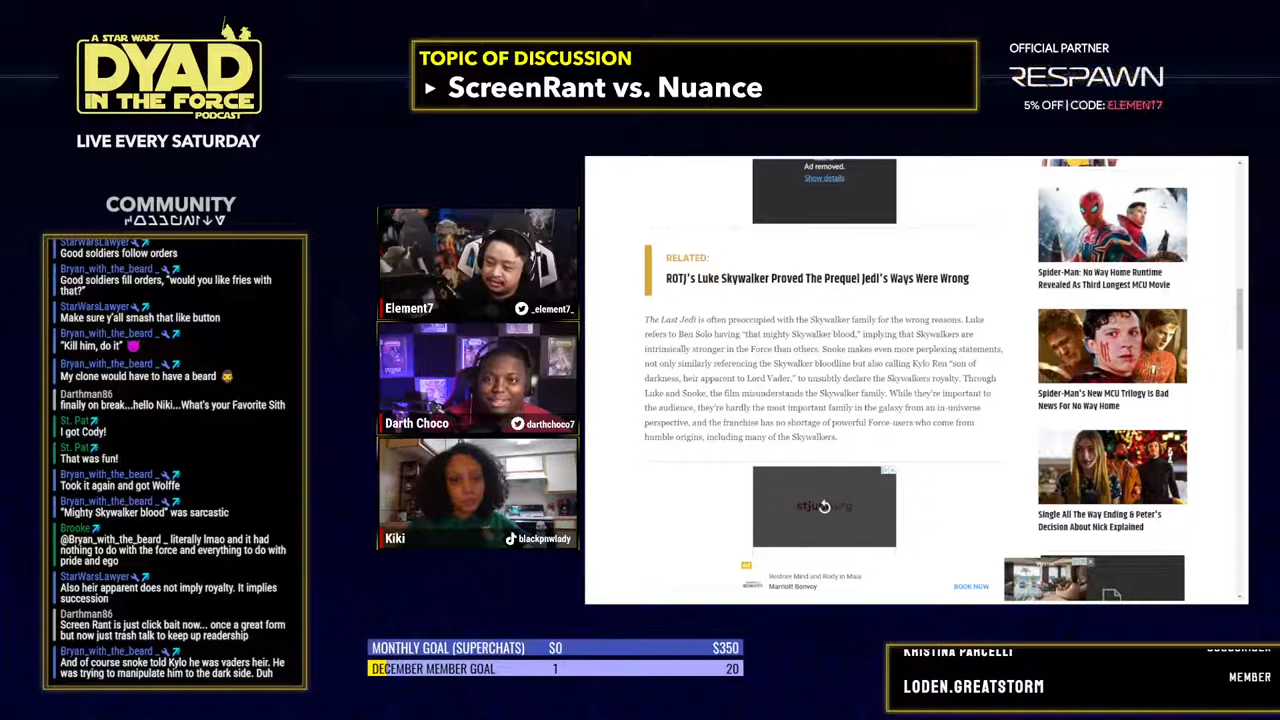 A STAR WARS
DYAD
IN THE FORCE
PODCAST
LIVE EVERY SATURDAY
TOPIC OF DISCUSSION
ScreenRant vs. Nuance
OFFICIAL PARTNER
RESPAWN
5% OFF | CODE: ELEMENT7
COMMUNITY
StarWarsLawyer
Good soldiers follow orders
Bryan_with_the_beard _
Good soldiers fill orders, "would you like fries with
that?"
StarWarsLawyer
Make sure y'all smash that like button
Bryan_with_the_beard _
"Kill him, do it" 😈
Bryan_with_the_beard _
My clone would have to have a beard 🧔
Darthman86
finally on break...hello Niki...What's your Favorite Sith
St. Pat
I got Cody!
St. Pat
That was fun!
Bryan_with_the_beard _
Took it again and got Wolffe
Bryan_with_the_beard _
"Mighty Skywalker blood" was sarcastic
Brooke
@Bryan_with_the_beard _ literally lmao and it had
nothing to do with the force and everything to do with
pride and ego
StarWarsLawyer
Also heir apparent does not imply royalty. It implies
succession
Darthman86
Screen Rant is just click bait now... once a great form
but now just trash talk to keep up readership
Bryan_with_the_beard _
And of course snoke told Kylo he was vaders heir. He
was trying to manipulate him to the dark side. Duh
Element7
_element7_
Darth Choco
darthchoco7
Kiki
blackpnwlady
Ad removed.
Show details
RELATED:
ROTJ's Luke Skywalker Proved The Prequel Jedi's Ways Were Wrong
The Last Jedi is often preoccupied with the Skywalker family for the wrong reasons. Luke
refers to Ben Solo having "that mighty Skywalker blood," implying that Skywalkers are
intrinsically stronger in the Force than others. Snoke makes even more perplexing statements,
not only similarly referencing the Skywalker bloodline but also calling Kylo Ren "son of
darkness, heir apparent to Lord Vader," to unsubtly declare the Skywalkers royalty. Through
Luke and Snoke, the film misunderstands the Skywalker family. While they're important to
the audience, they're hardly the most important family in the galaxy from an in-universe
perspective, and the franchise has no shortage of powerful Force-users who come from
humble origins, including many of the Skywalkers.
Ad
Restore Mind and Body in Maui
Marriott Bonvoy
BOOK NOW
Spider-Man: No Way Home Runtime
Revealed As Third Longest MCU Movie
Spider-Man's New MCU Trilogy Is Bad
News For No Way Home
Single All The Way Ending & Peter's
Decision About Nick Explained
MONTHLY GOAL (SUPERCHATS) $0 $350
DECEMBER MEMBER GOAL 1 20
KRISTINA PARCELLI
LODEN.GREATSTORM
MEMBER